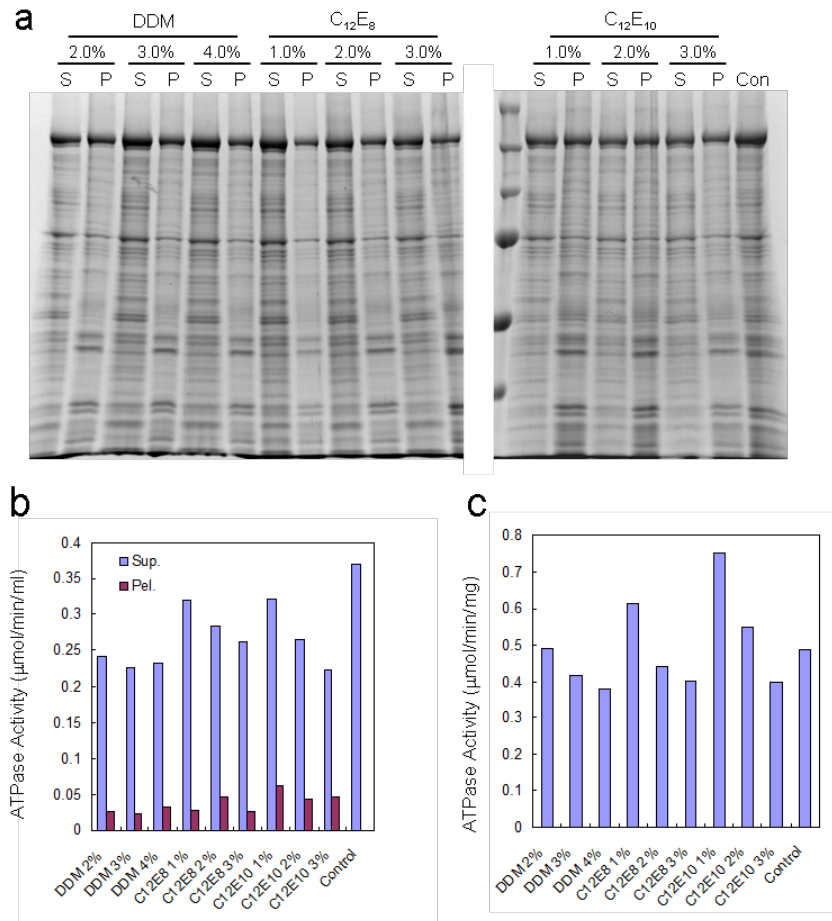 a
DDM C₁₂E₈ C₁₂E₁₀
2.0% 3.0% 4.0% 1.0% 2.0% 3.0% 1.0% 2.0% 3.0%
S P S P S P S P S P S P S P S P S P Con
b
ATPase Activity (μmol/min/ml)
0.4
0.35
0.3
0.25
0.2
0.15
0.1
0.05
0
Sup.
Pel.
DDM 2%
DDM 3%
DDM 4%
C12E8 1%
C12E8 2%
C12E8 3%
C12E10 1%
C12E10 2%
C12E10 3%
Control
c
ATPase Activity (μmol/min/mg)
0.8
0.7
0.6
0.5
0.4
0.3
0.2
0.1
0
DDM 2%
DDM 3%
DDM 4%
C12E8 1%
C12E8 2%
C12E8 3%
C12E10 1%
C12E10 2%
C12E10 3%
Control